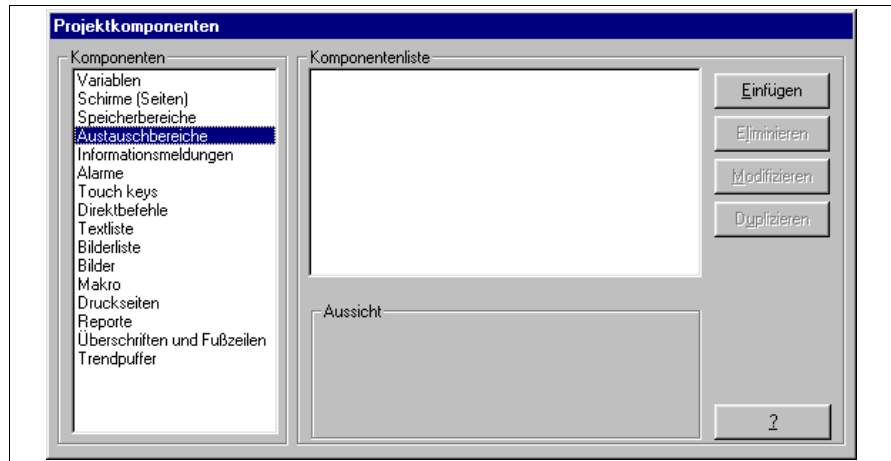 Projektkomponenten
Komponenten
Variablen
Schirme (Seiten)
Speicherbereiche
Austauschbereiche
Informationsmeldungen
Alarme
Touch keys
Direktbefehle
Textliste
Bilderliste
Bilder
Makro
Druckseiten
Reporte
Überschriften und Fußzeilen
Trendpuffer
Komponentenliste
Aussicht
Einfügen
Eliminieren
Modifizieren
Duplizieren
?